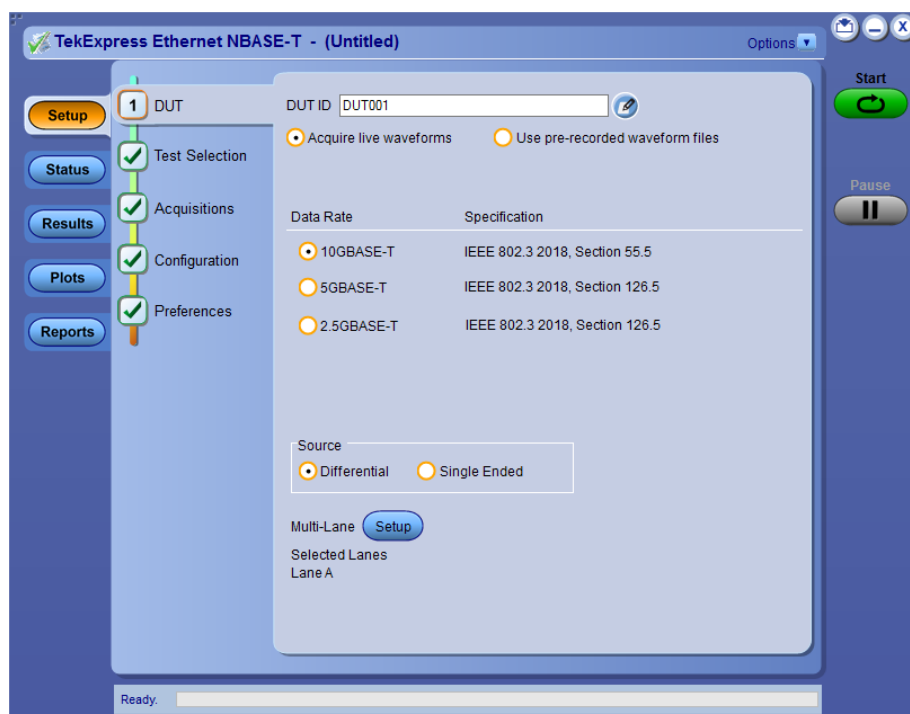 TekExpress Ethernet NBASE-T - (Untitled)
Options
X
Start
Pause
Setup
Status
Results
Plots
Reports
1 DUT
Test Selection
Acquisitions
Configuration
Preferences
DUT ID DUT001
Acquire live waveforms Use pre-recorded waveform files
Data Rate Specification
10GBASE-T IEEE 802.3 2018, Section 55.5
5GBASE-T IEEE 802.3 2018, Section 126.5
2.5GBASE-T IEEE 802.3 2018, Section 126.5
Source
Differential Single Ended
Multi-Lane Setup
Selected Lanes
Lane A
Ready.